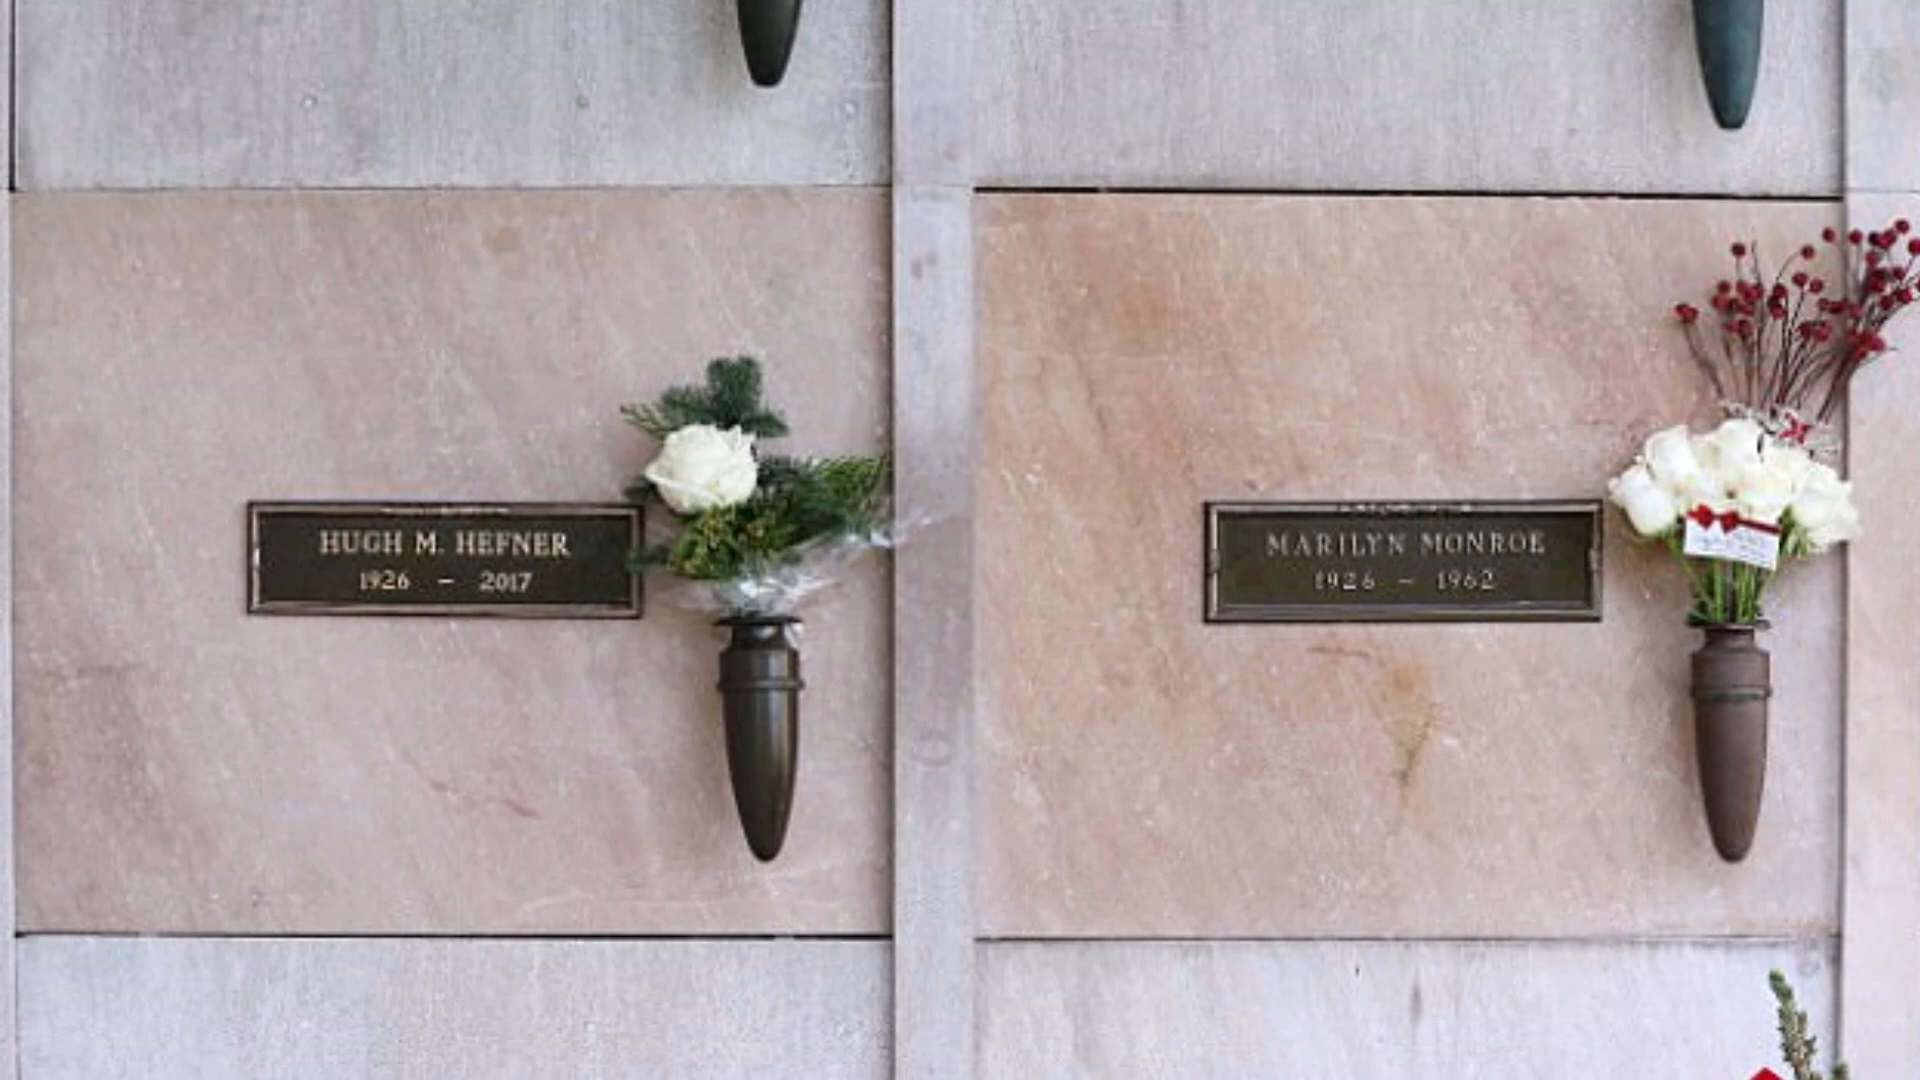 HUGH M. HEFNER
1926 – 2017
MARILYN MONROE
1926 – 1962